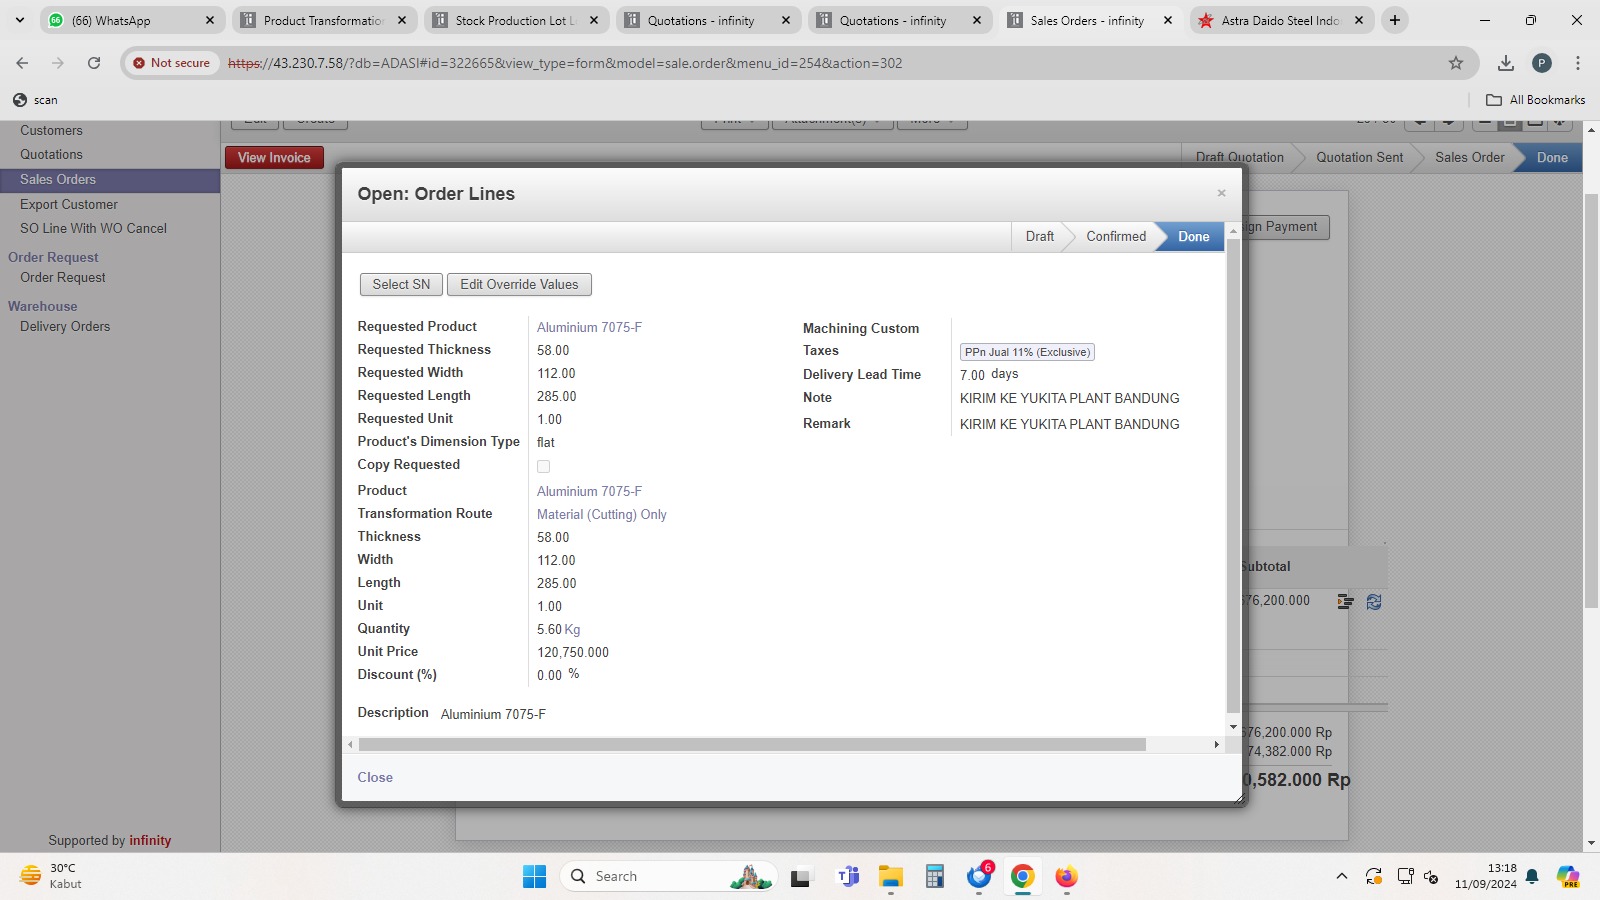 (66) WhatsApp
Product Transformation
Stock Production Lot L
Quotations - infinity
Quotations - infinity
Sales Orders - infinity
Astra Daido Steel Indo
Not secure
https://43.230.7.58/?db=ADASI#id=322665&view_type=form&model=sale.order&menu_id=254&action=302
P
scan
All Bookmarks
Customers
Quotations
Sales Orders
Export Customer
SO Line With WO Cancel
Order Request
Order Request
Warehouse
Delivery Orders
Supported by infinity
View Invoice
Draft Quotation
Quotation Sent
Sales Order
Done
Open: Order Lines
×
Draft
Confirmed
Done
Select SN
Edit Override Values
Requested Product Aluminium 7075-F
Requested Thickness 58.00
Requested Width 112.00
Requested Length 285.00
Requested Unit 1.00
Product's Dimension Type flat
Copy Requested
Product Aluminium 7075-F
Transformation Route Material (Cutting) Only
Thickness 58.00
Width 112.00
Length 285.00
Unit 1.00
Quantity 5.60 Kg
Unit Price 120,750.000
Discount (%) 0.00 %
Description Aluminium 7075-F
Machining Custom
Taxes PPn Jual 11% (Exclusive)
Delivery Lead Time 7.00 days
Note KIRIM KE YUKITA PLANT BANDUNG
Remark KIRIM KE YUKITA PLANT BANDUNG
Close
gn Payment
Subtotal
76,200.000
76,200.000 Rp
74,382.000 Rp
0,582.000 Rp
30°C
Kabut
Search
6
13:18
11/09/2024
PRE